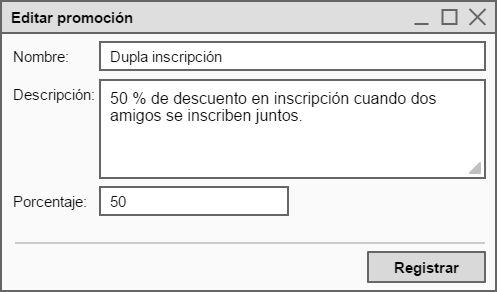 Editar promoción
Nombre: Dupla inscripción
Descripción: 50 % de descuento en inscripción cuando dos
amigos se inscriben juntos.
Porcentaje: 50
Registrar